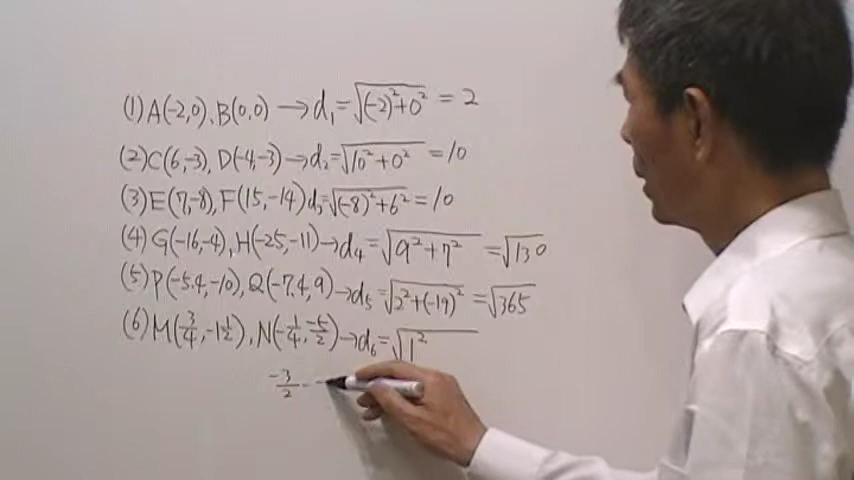 (1) A(-2,0), B(0,0) → d₁=√((-2)²+0²) = 2
(2) C(6,-3), D(-4,-3) → d₂=√(10²+0²) = 10
(3) E(7,-8), F(15,-14) d₃=√((-8)²+6²) = 10
(4) G(-16,-4), H(-25,-11) → d₄=√(9²+7²) = √130
(5) P(-5.4,-10), Q(-7.4,9) → d₅=√(2²+(-19)²) = √365
(6) M(3/4,-1 1/2), N(-1/4,-5/2) → d₆=√(1²
-3/2 -